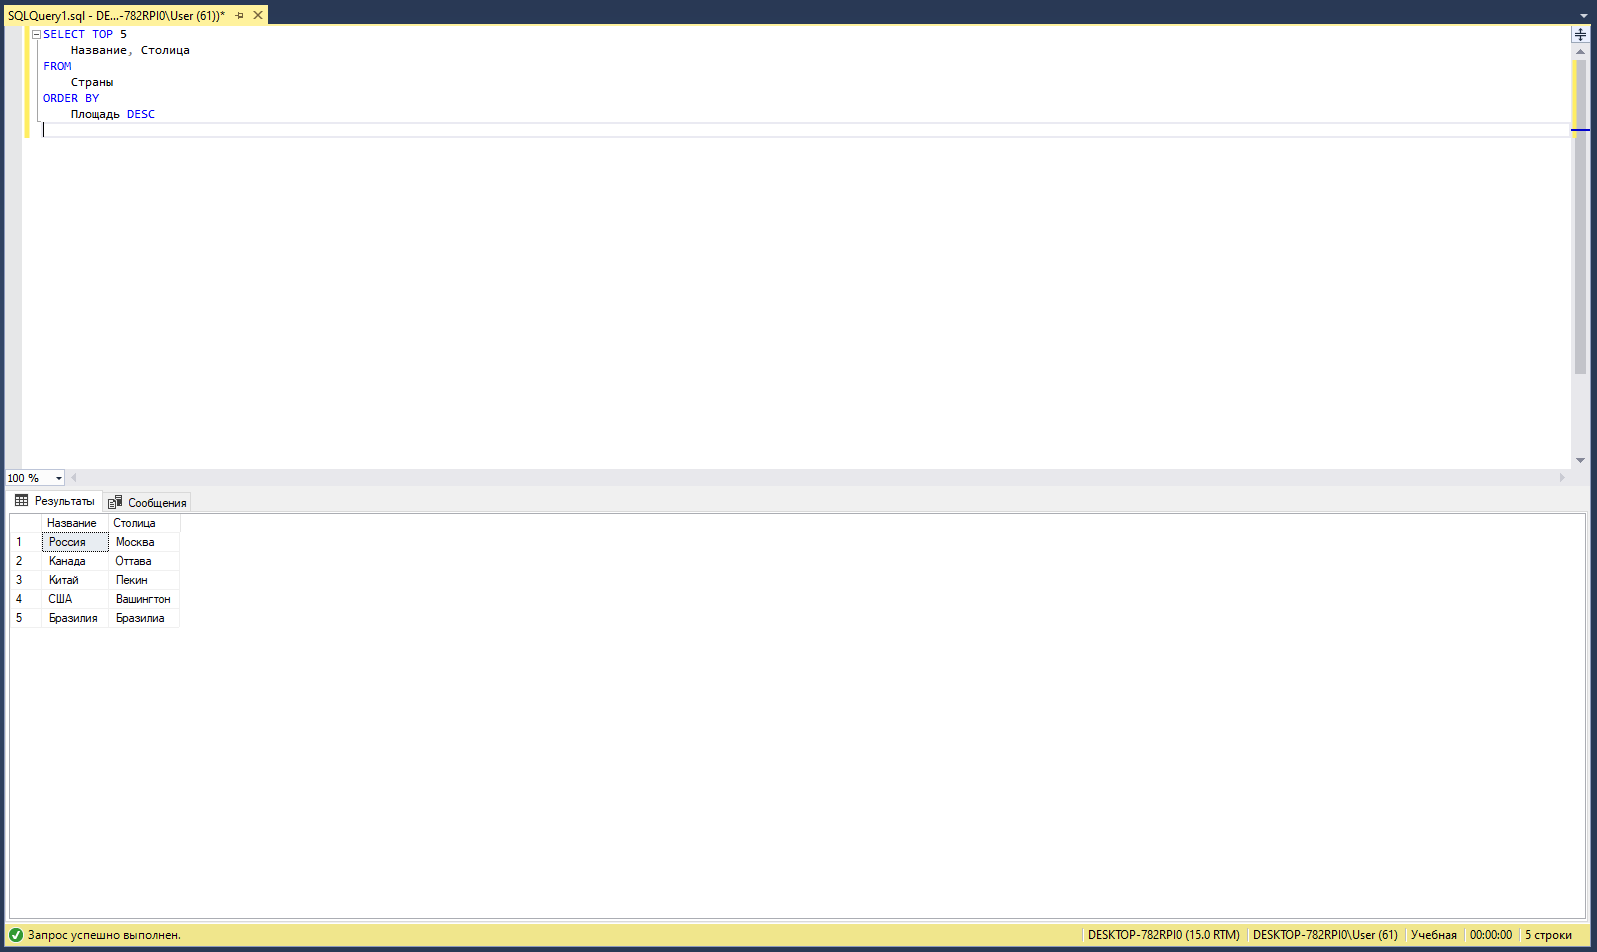 SQLQuery1.sql - DE...-782RPI0\User (61))*
SELECT TOP 5
Название, Столица
FROM
Страны
ORDER BY
Площадь DESC
100 %
Результаты Сообщения
Название Столица
1 Россия Москва
2 Канада Оттава
3 Китай Пекин
4 США Вашингтон
5 Бразилия Бразилиа
Запрос успешно выполнен. DESKTOP-782RPI0 (15.0 RTM) DESKTOP-782RPI0\User (61) Учебная 00:00:00 5 строки